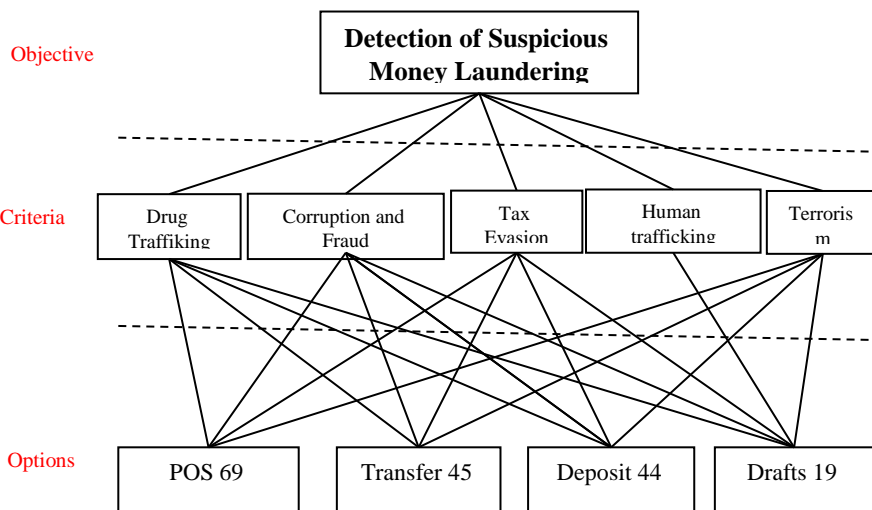 Detection of Suspicious
Objective
Money Laundering
Criteria
Drug
Traffiking
Corruption and
Fraud
Tax
Evasion
Human
trafficking
Terroris
m
Options
POS 69
Transfer 45
Deposit 44
Drafts 19